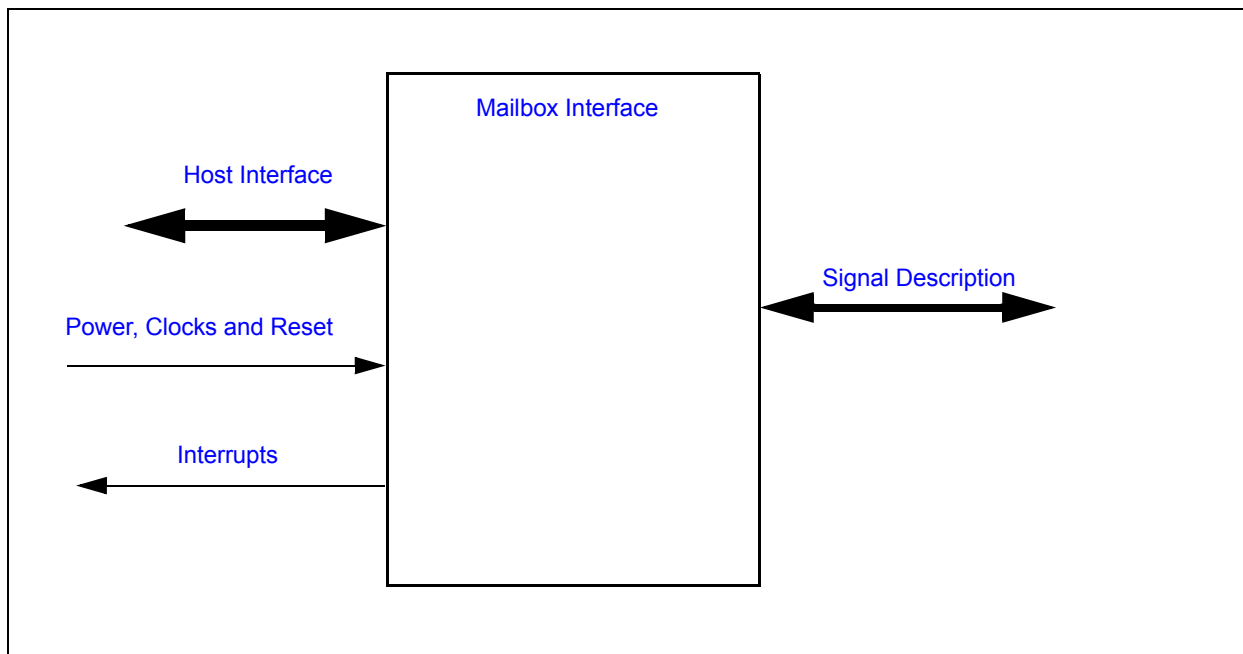 Mailbox Interface
Host Interface
Signal Description
Power, Clocks and Reset
Interrupts